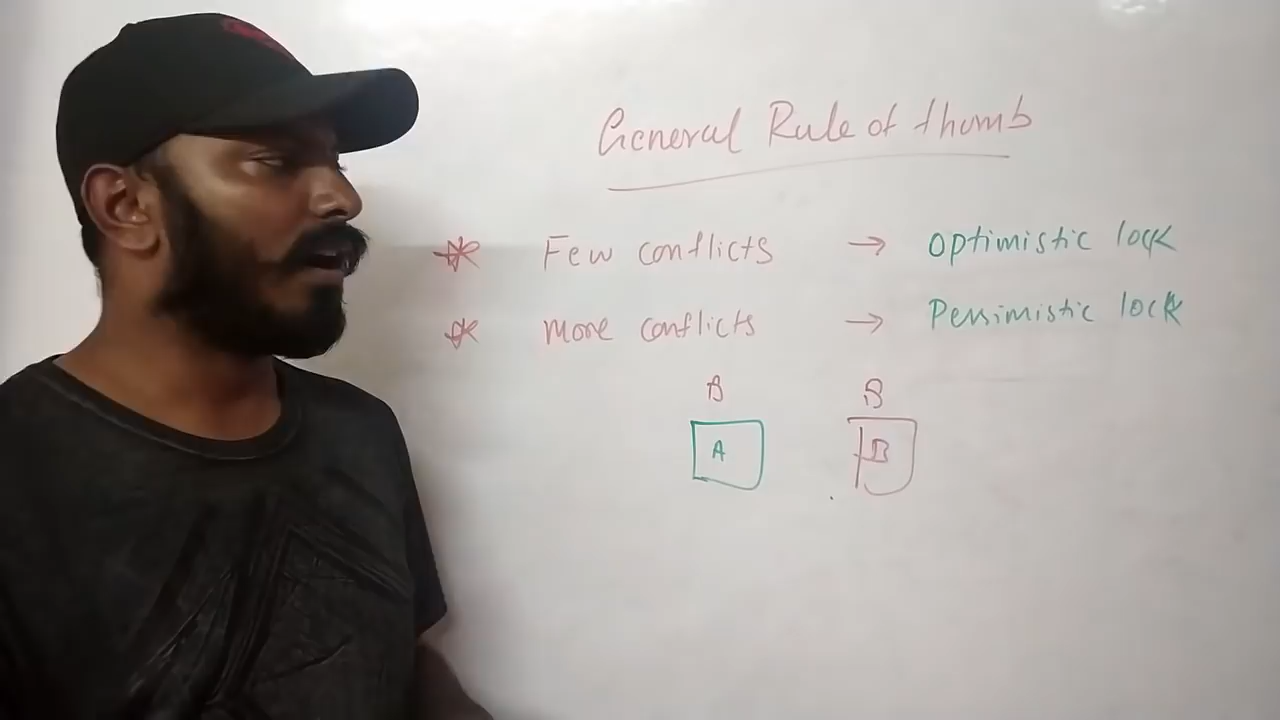 General Rule of thumb
Few conflicts → Optimistic lock
More conflicts → Pessimistic lock
B B
A B